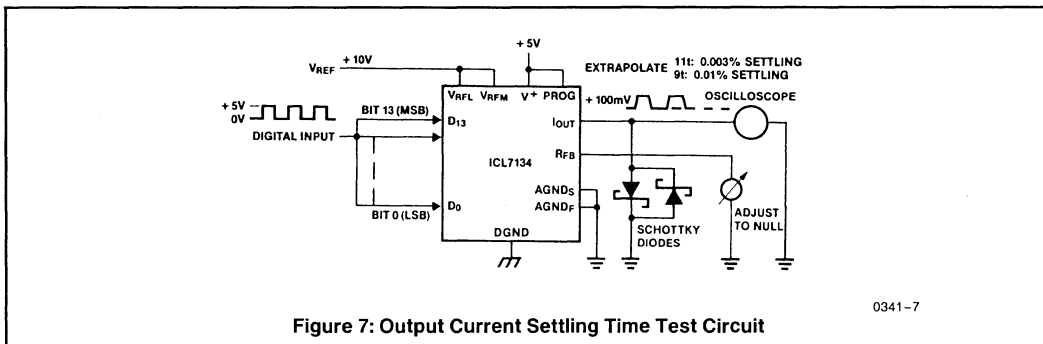 + 5V
VREF + 10V
EXTRAPOLATE 11t: 0.003% SETTLING
9t: 0.01% SETTLING
VRFL VRFM V+ PROG
+ 100mV
OSCILLOSCOPE
+ 5V
0V
BIT 13 (MSB)
D13
IOUT
DIGITAL INPUT
RFB
ICL7134
AGNDS
AGNDF
ADJUST
TO NULL
D0
BIT 0 (LSB)
SCHOTTKY
DIODES
DGND
0341-7
Figure 7: Output Current Settling Time Test Circuit